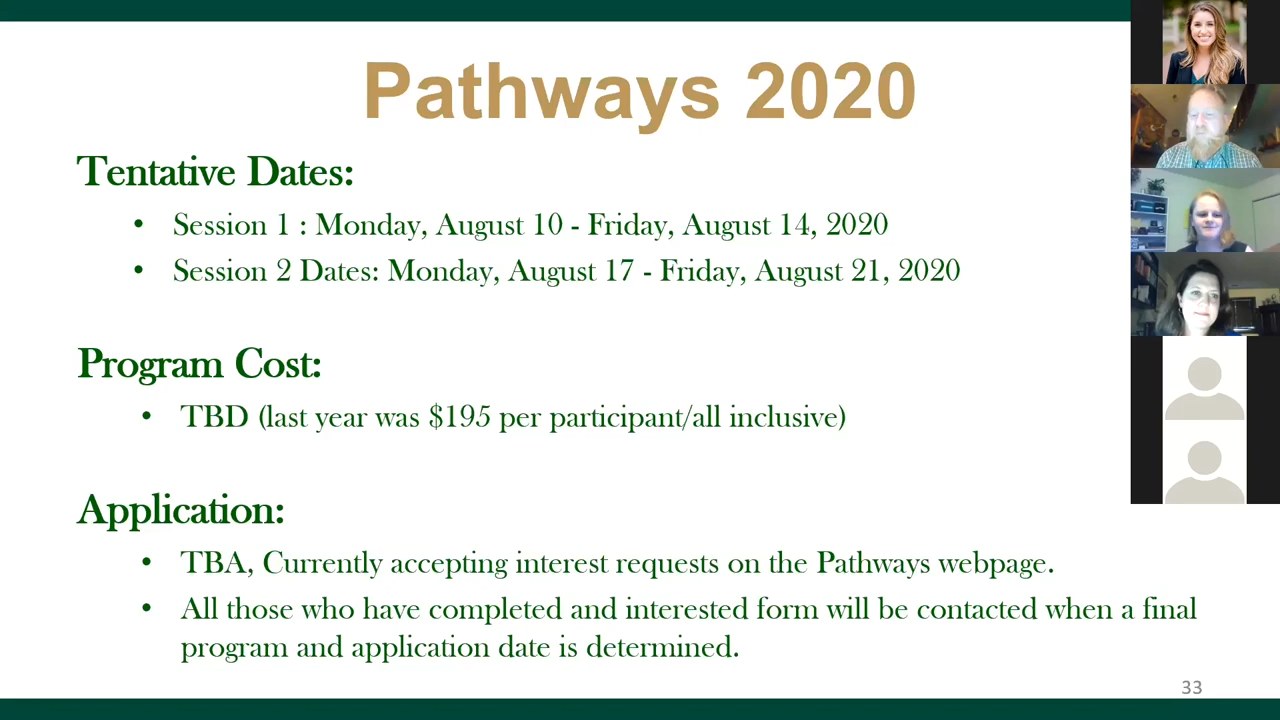 Pathways 2020
Tentative Dates:
• Session 1 : Monday, August 10 - Friday, August 14, 2020
• Session 2 Dates: Monday, August 17 - Friday, August 21, 2020
Program Cost:
• TBD (last year was $195 per participant/all inclusive)
Application:
• TBA, Currently accepting interest requests on the Pathways webpage.
• All those who have completed and interested form will be contacted when a final
program and application date is determined.
33